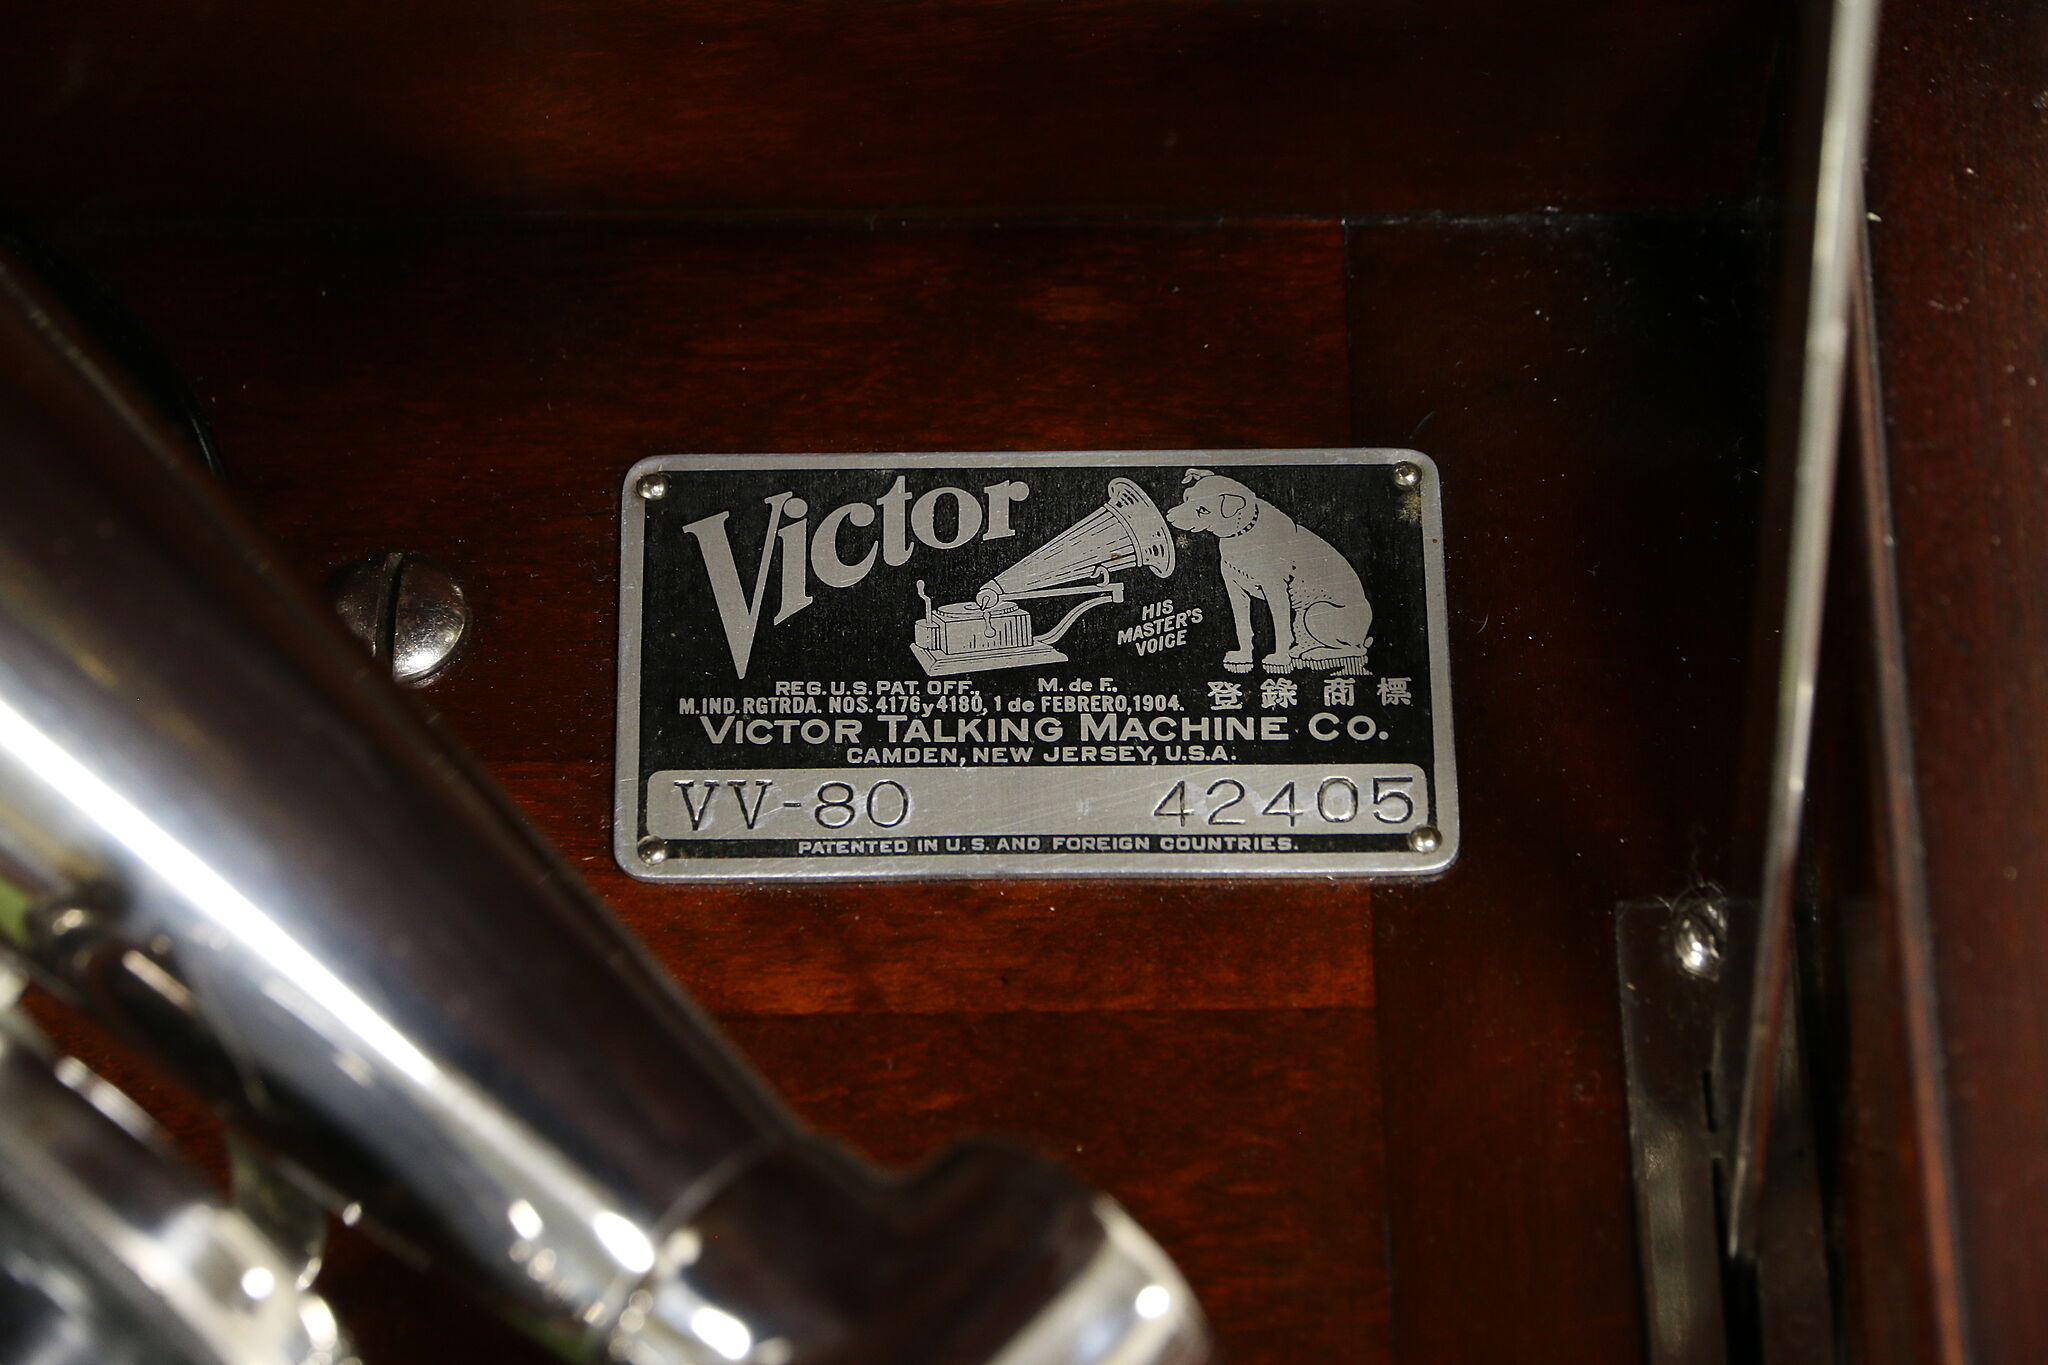 Victor
HIS
MASTER'S
VOICE
REG. U.S. PAT. OFF., M. de F.,
M. IND. RGTRDA. NOS. 4176 y 4180, 1 de FEBRERO, 1904.
登錄商標
VICTOR TALKING MACHINE CO.
CAMDEN, NEW JERSEY, U.S.A.
VV-80 42405
PATENTED IN U.S. AND FOREIGN COUNTRIES.